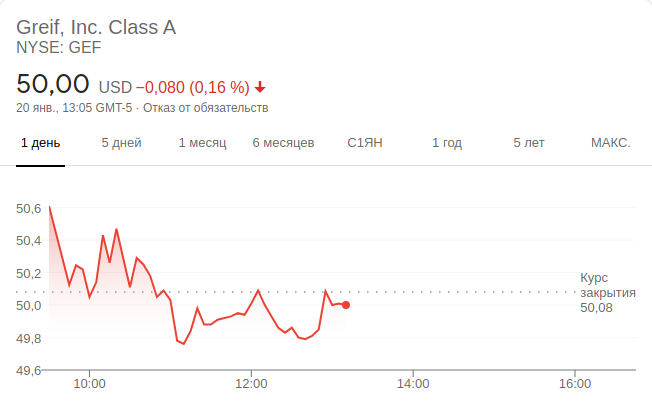 Greif, Inc. Class A
NYSE: GEF
50,00 USD −0,080 (0,16 %)
20 янв., 13:05 GMT-5 · Отказ от обязательств
1 день 5 дней 1 месяц 6 месяцев С1ЯН 1 год 5 лет МАКС.
50,6
50,4
50,2
Курс
закрытия
50,08
50,0
49,8
49,6
10:00 12:00 14:00 16:00